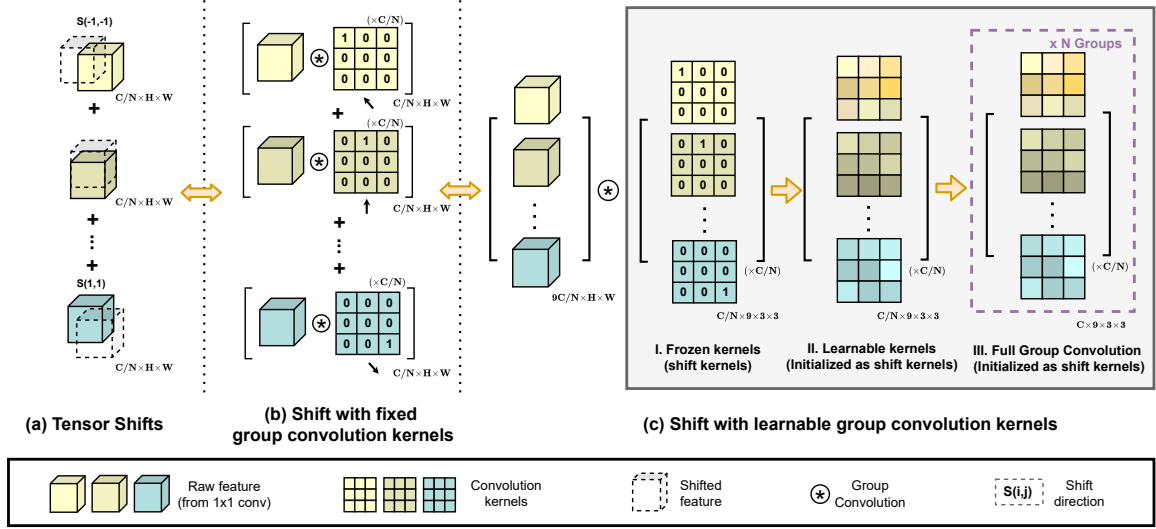 S(-1,-1)
C/N×H×W
+
C/N×H×W
+
+
S(1,1)
C/N×H×W
(a) Tensor Shifts
(×C/N)
1 0 0
0 0 0
0 0 0
C/N×H×W
+
(×C/N)
0 1 0
0 0 0
0 0 0
C/N×H×W
+
+
(×C/N)
0 0 0
0 0 0
0 0 1
C/N×H×W
(b) Shift with fixed
group convolution kernels
9C/N×H×W
1 0 0
0 0 0
0 0 0
0 1 0
0 0 0
0 0 0
0 0 0
0 0 0
0 0 1
(×C/N)
C/N×9×3×3
I. Frozen kernels
(shift kernels)
(×C/N)
C/N×9×3×3
II. Learnable kernels
(Initialized as shift kernels)
x N Groups
(×C/N)
C×9×3×3
III. Full Group Convolution
(Initialized as shift kernels)
(c) Shift with learnable group convolution kernels
Raw feature
(from 1x1 conv)
Convolution
kernels
Shifted
feature
Group
Convolution
S(i,j)
Shift
direction